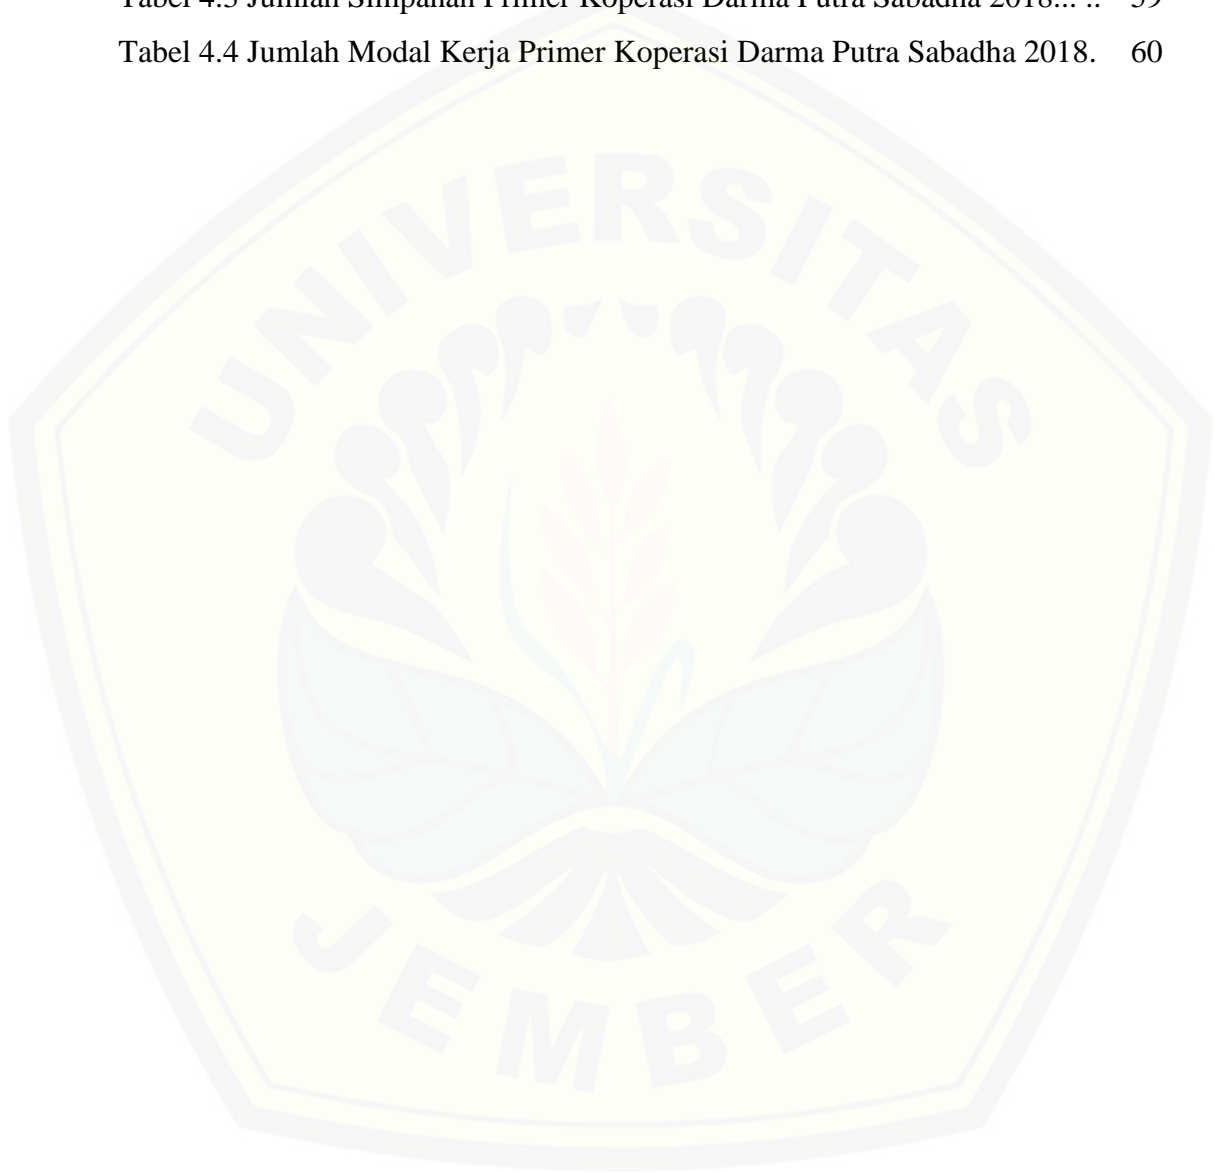 Tabel 4.3 Jumlah Simpanan Primer Koperasi Darma Putra Sabadha 2018... .. 59
Tabel 4.4 Jumlah Modal Kerja Primer Koperasi Darma Putra Sabadha 2018. 60
UNIVERSITAS
JEMBER